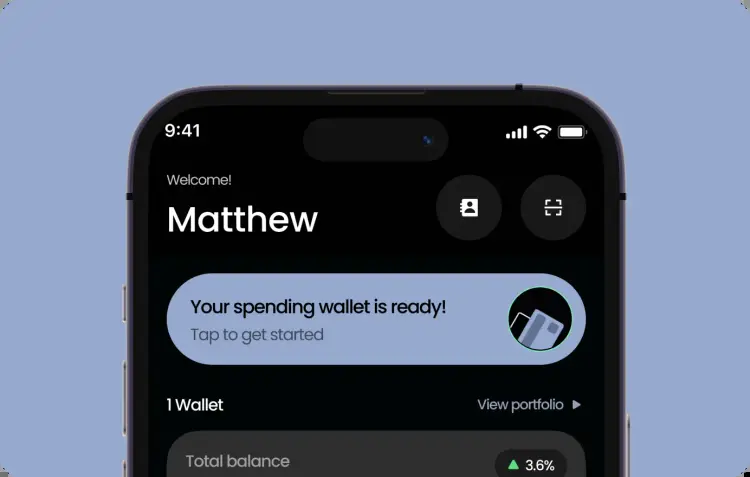 9:41
Welcome!
Matthew
Your spending wallet is ready!
Tap to get started
1 Wallet
View portfolio
Total balance
3.6%